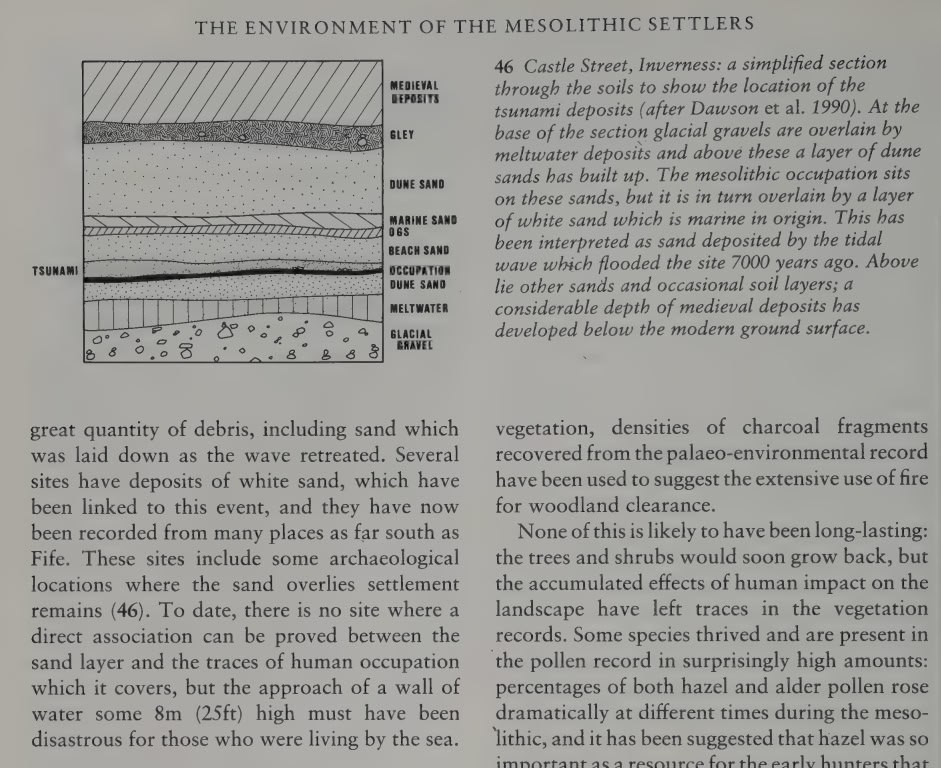 THE ENVIRONMENT OF THE MESOLITHIC SETTLERS
MEDIEVAL
DEPOSITS
GLEY
DUNE SAND
MARINE SAND
OGS
BEACH SAND
TSUNAMI
OCCUPATION
DUNE SAND
MELTWATER
GLACIAL
GRAVEL
46 Castle Street, Inverness: a simplified section
through the soils to show the location of the
tsunami deposits (after Dawson et al. 1990). At the
base of the section glacial gravels are overlain by
meltwater deposits and above these a layer of dune
sands has built up. The mesolithic occupation sits
on these sands, but it is in turn overlain by a layer
of white sand which is marine in origin. This has
been interpreted as sand deposited by the tidal
wave which flooded the site 7000 years ago. Above
lie other sands and occasional soil layers; a
considerable depth of medieval deposits has
developed below the modern ground surface.
great quantity of debris, including sand which
was laid down as the wave retreated. Several
sites have deposits of white sand, which have
been linked to this event, and they have now
been recorded from many places as far south as
Fife. These sites include some archaeological
locations where the sand overlies settlement
remains (46). To date, there is no site where a
direct association can be proved between the
sand layer and the traces of human occupation
which it covers, but the approach of a wall of
water some 8m (25ft) high must have been
disastrous for those who were living by the sea.
vegetation, densities of charcoal fragments
recovered from the palaeo-environmental record
have been used to suggest the extensive use of fire
for woodland clearance.
None of this is likely to have been long-lasting:
the trees and shrubs would soon grow back, but
the accumulated effects of human impact on the
landscape have left traces in the vegetation
records. Some species thrived and are present in
the pollen record in surprisingly high amounts:
percentages of both hazel and alder pollen rose
dramatically at different times during the meso-
lithic, and it has been suggested that hazel was so
important as a resource for the early hunters that